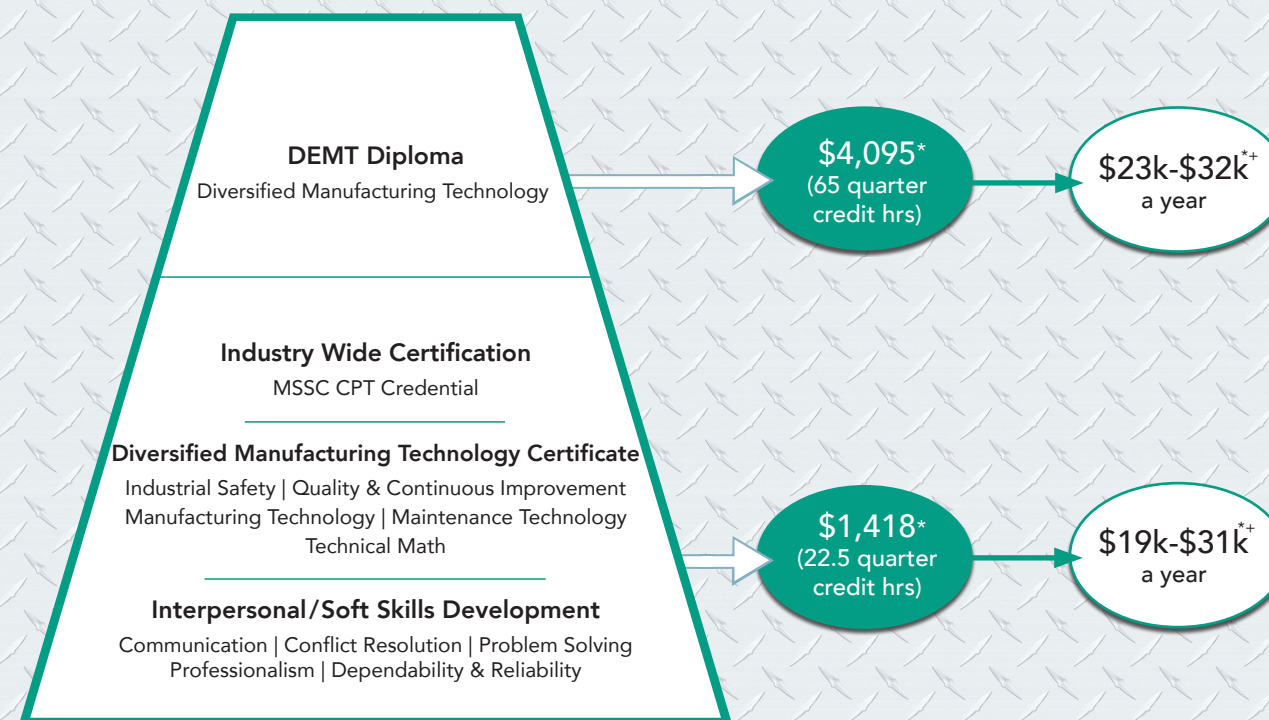 DEMT Diploma
Diversified Manufacturing Technology
$4,095*
(65 quarter
credit hrs)
$23k-$32k*+
a year
Industry Wide Certification
MSSC CPT Credential
Diversified Manufacturing Technology Certificate
Industrial Safety | Quality & Continuous Improvement
Manufacturing Technology | Maintenance Technology
Technical Math
$1,418*
(22.5 quarter
credit hrs)
$19k-$31k*+
a year
Interpersonal/Soft Skills Development
Communication | Conflict Resolution | Problem Solving
Professionalism | Dependability & Reliability